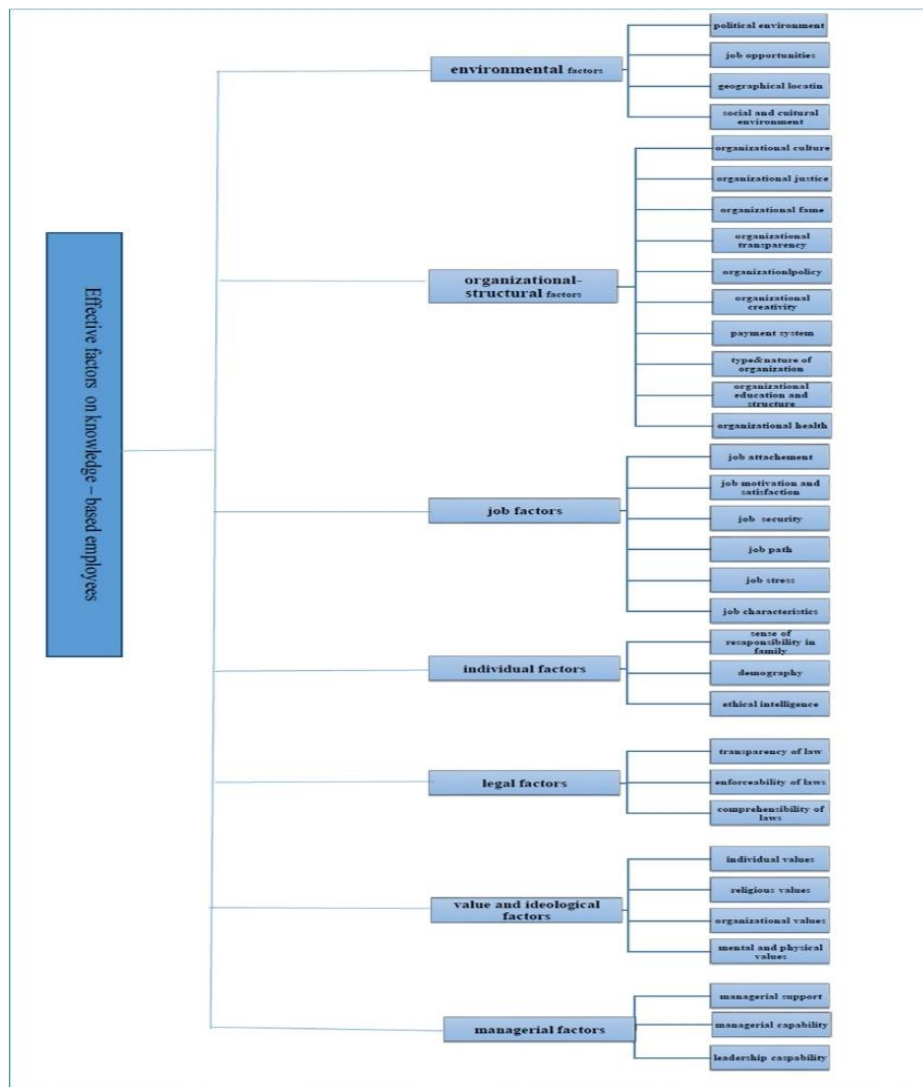 Effective factors on knowledge – based employees
environmental factors
political environment
job opportunities
geographical locatin
social and cuitural
environment
organizational-
structural factors
organizational culture
organizational justice
organizational fame
organizational
transparency
organizationlpolicy
organizational
creativity
payment system
type&nature of
organization
organizational
education and
structure
organizational health
job factors
job attachement
job motivation and
satisfaction
job security
job path
job stress
job characteristics
individual factors
sense of
resaponsibility in
family
demography
ethical intelligence
legal factors
transparency of law
enforceability of laws
comprehensibility of
laws
value and ideological
factors
individual values
religious values
organizational values
mental and physical
values
managerial factors
managerial support
managerial capability
leadership caspability